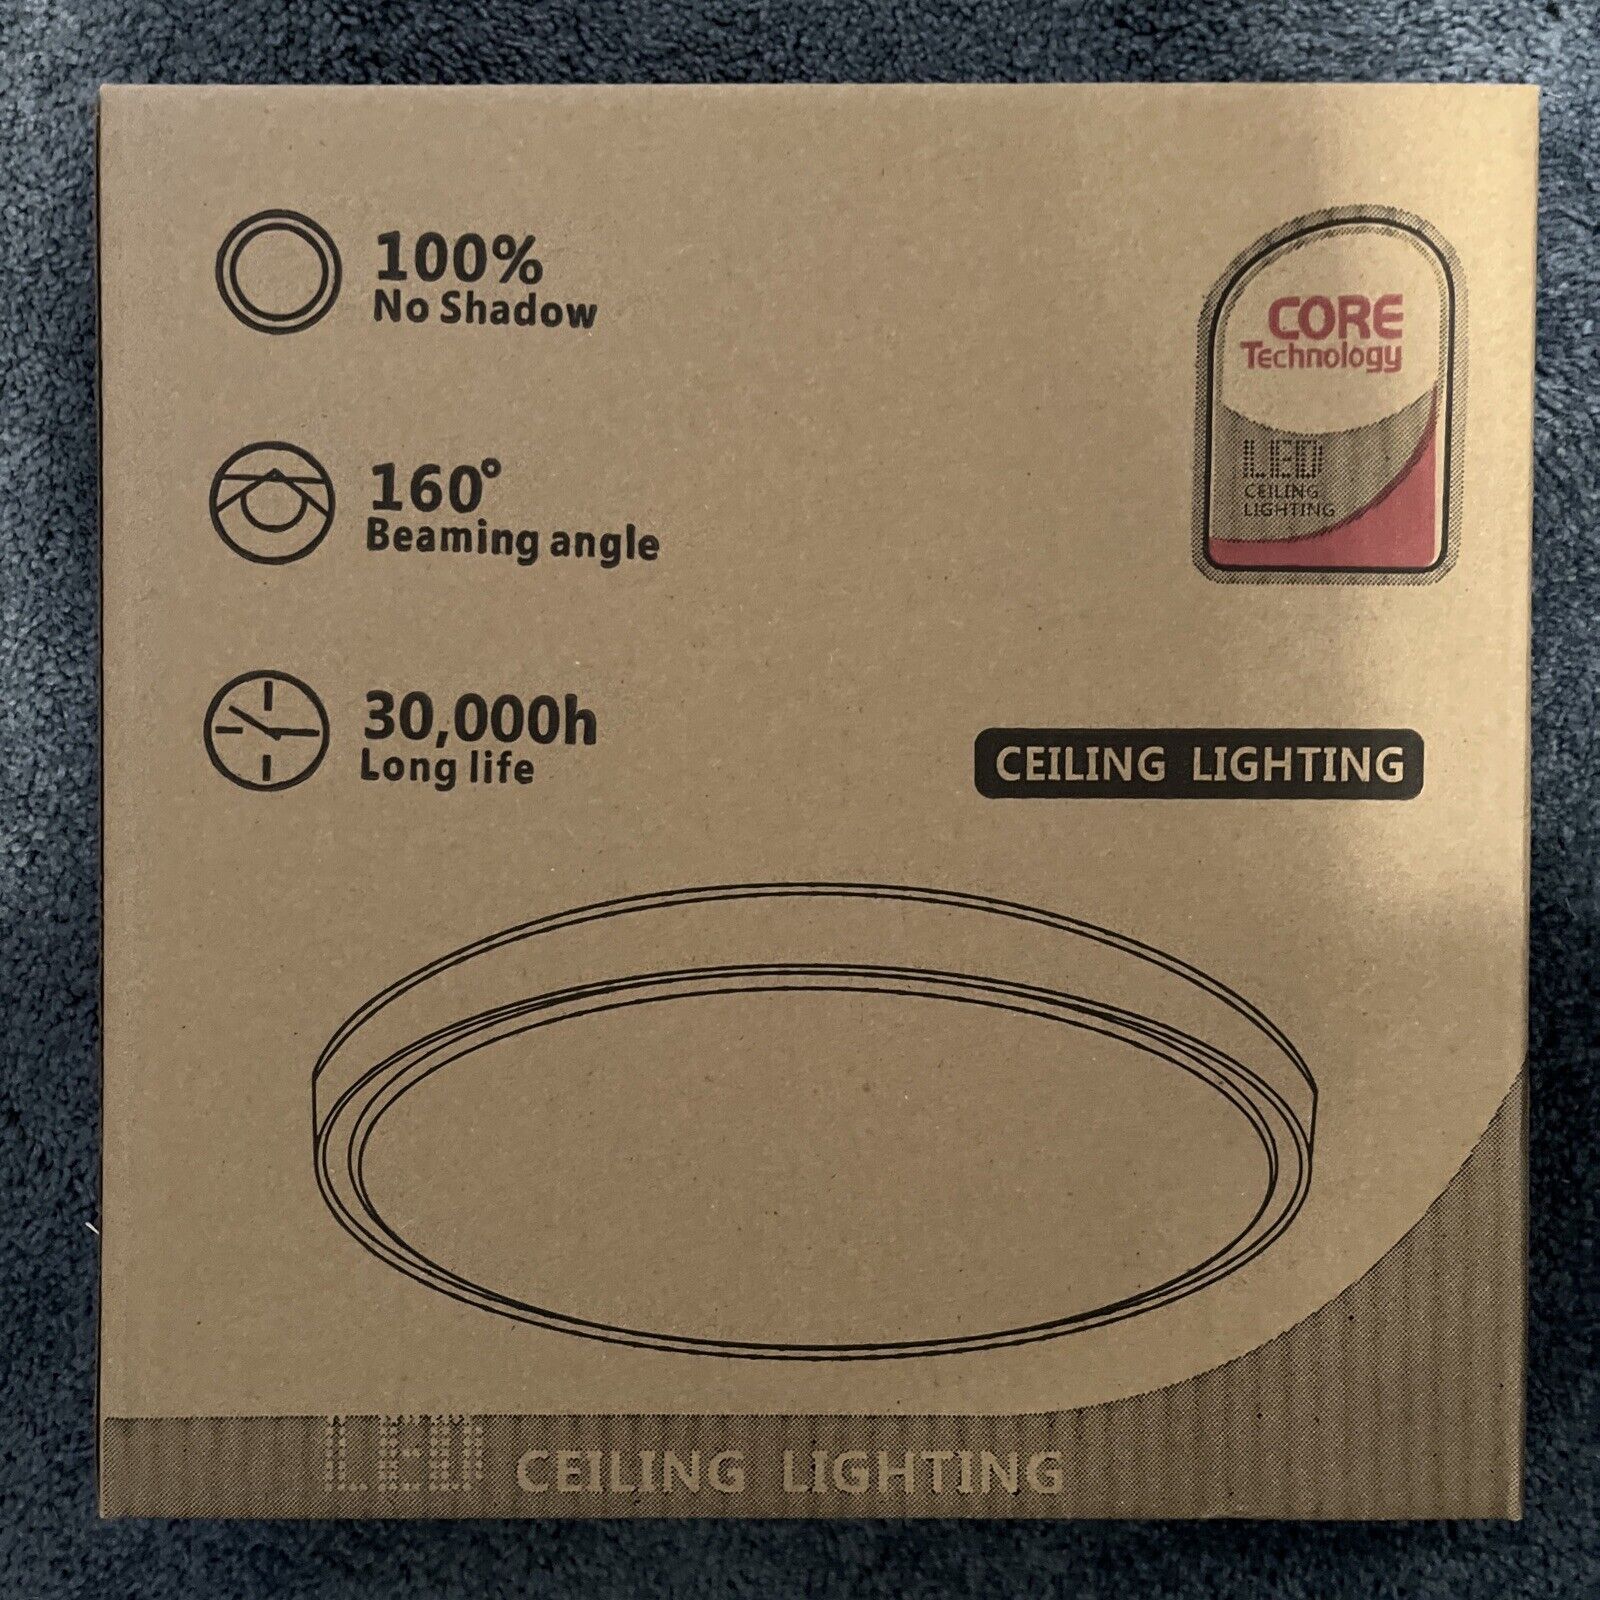 100%
No Shadow
CORE
Technology
LED
CEILING
LIGHTING
160°
Beaming angle
30,000h
Long life
CEILING LIGHTING
LED CEILING LIGHTING